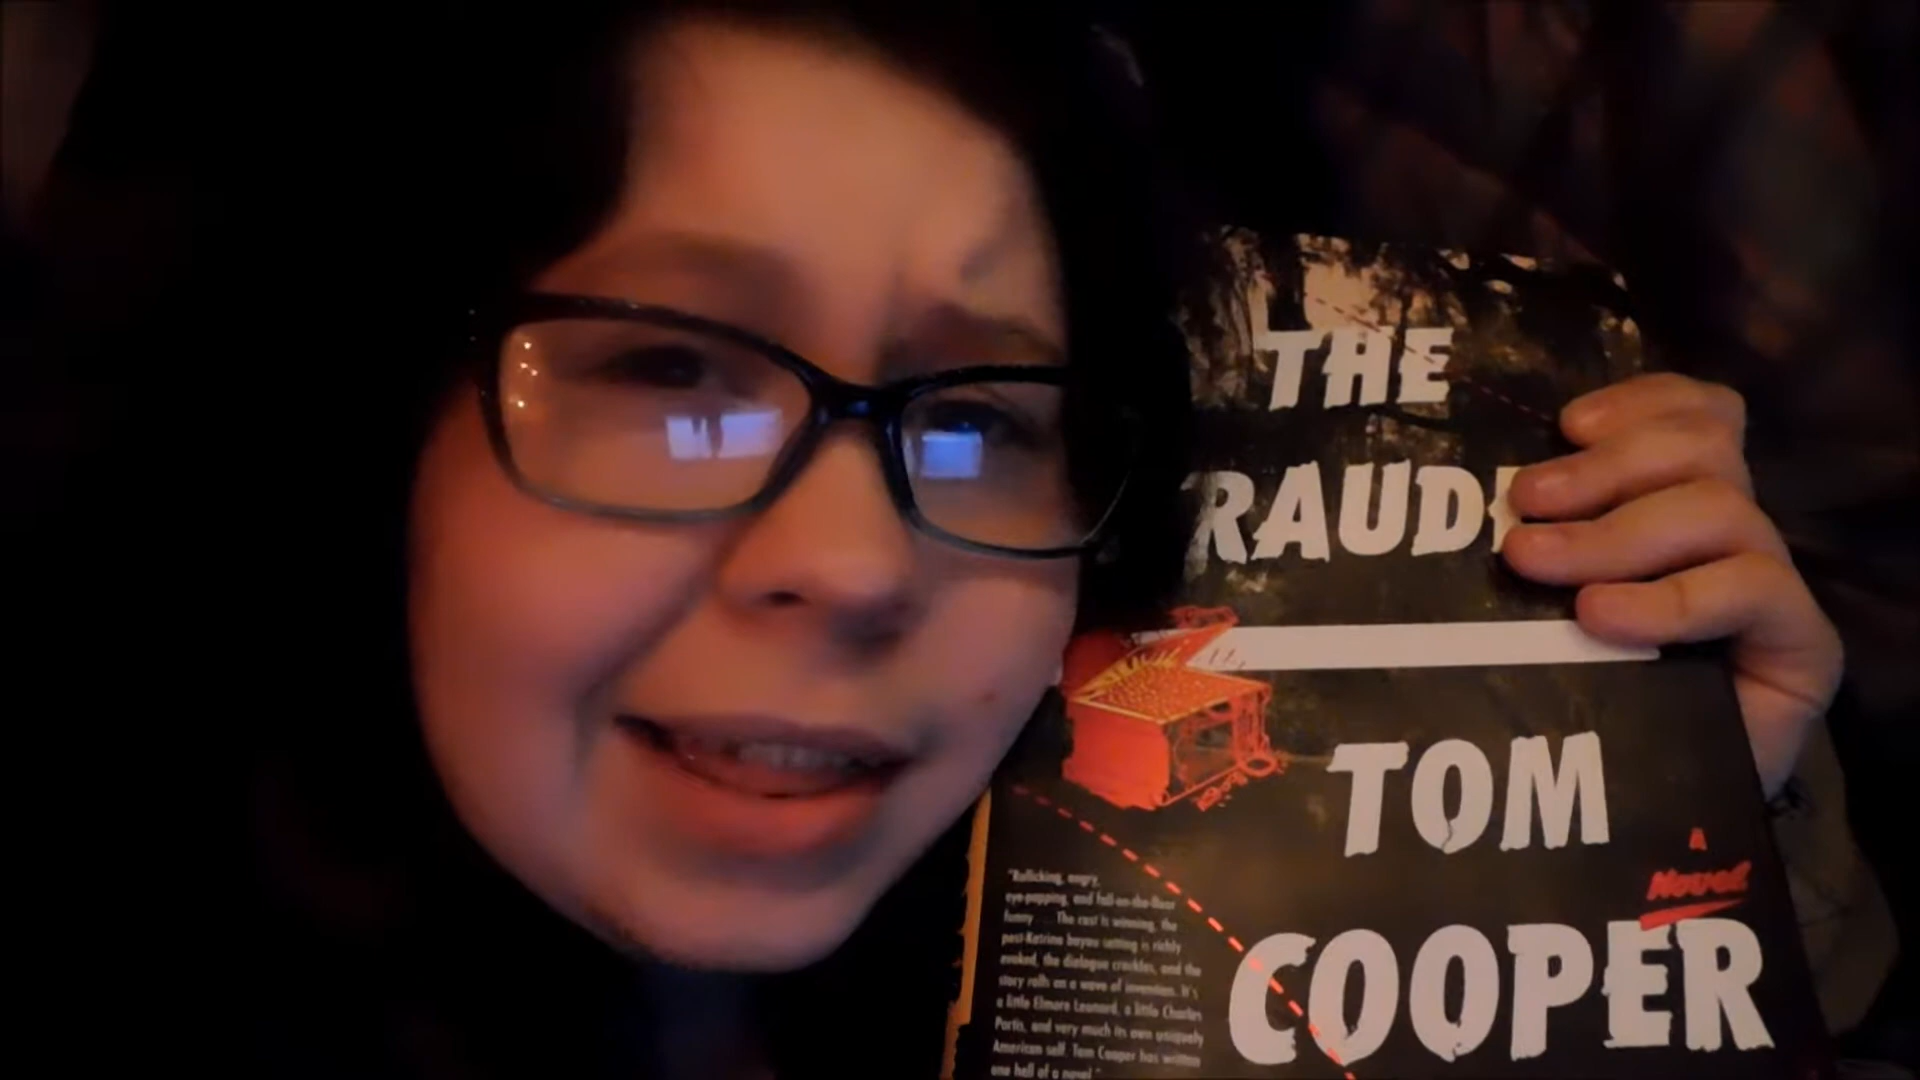 THE
RAUD
TOM
A
Novel
COOPER
"Rollicking, angry,
eye-popping, and fall-on-the-floor
funny . . . The cast is winning, the
post-Katrina bayou setting is richly
evoked, the dialogue crackles, and the
story rolls on a wave of invention. It's
a little Elmore Leonard, a little Charles
Portis, and very much its own uniquely
American self. Tom Cooper has written
one hell of a novel."